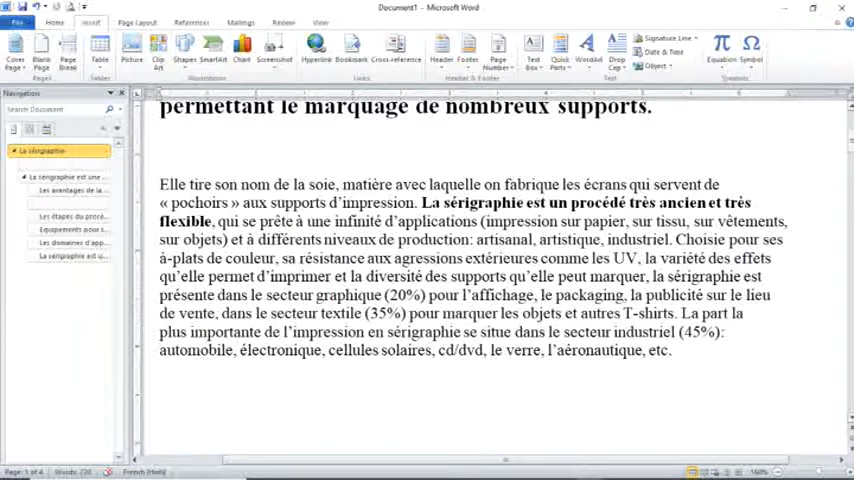 Document1 - Microsoft Word
File Home Insert Page Layout References Mailings Review View
Cover Page Blank Page Page Break Table Picture Clip Art Shapes SmartArt Chart Screenshot Hyperlink Bookmark Cross-reference Header Footer Page Number Text Box Quick Parts WordArt Drop Cap Signature Line Date & Time Object Equation Symbol
Pages Tables Illustrations Links Header & Footer Text Symbols
Navigation
Search Document
La sérigraphie
La sérigraphie est une ...
Les avantages de la ...
Les étapes du procé...
Equipements pour l...
Les domaines d'app...
La sérigraphie est u...
permettant le marquage de nombreux supports.
Elle tire son nom de la soie, matière avec laquelle on fabrique les écrans qui servent de
« pochoirs » aux supports d’impression. La sérigraphie est un procédé très ancien et très
flexible, qui se prête à une infinité d’applications (impression sur papier, sur tissu, sur vêtements,
sur objets) et à différents niveaux de production: artisanal, artistique, industriel. Choisie pour ses
à-plats de couleur, sa résistance aux agressions extérieures comme les UV, la variété des effets
qu’elle permet d’imprimer et la diversité des supports qu’elle peut marquer, la sérigraphie est
présente dans le secteur graphique (20%) pour l’affichage, le packaging, la publicité sur le lieu
de vente, dans le secteur textile (35%) pour marquer les objets et autres T-shirts. La part la
plus importante de l’impression en sérigraphie se situe dans le secteur industriel (45%):
automobile, électronique, cellules solaires, cd/dvd, le verre, l’aéronautique, etc.
Page: 1 of 4 Words: 720 French (Haiti) 160%